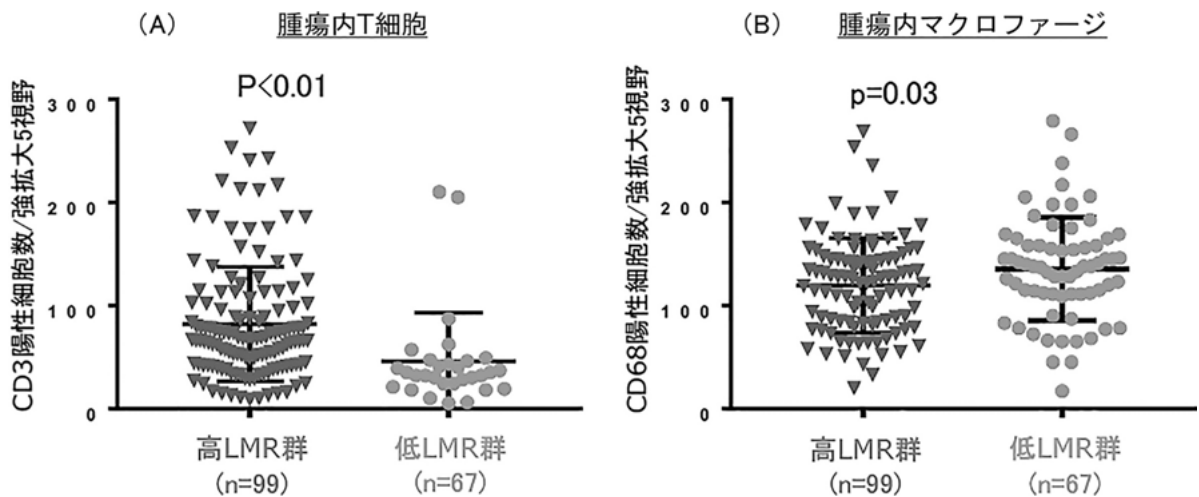 (A) 腫瘍内T細胞
P<0.01
CD3陽性細胞数/強拡大5視野
300
200
100
0
高LMR群
(n=99)
低LMR群
(n=67)
(B) 腫瘍内マクロファージ
p=0.03
CD68陽性細胞数/強拡大5視野
300
200
100
0
高LMR群
(n=99)
低LMR群
(n=67)